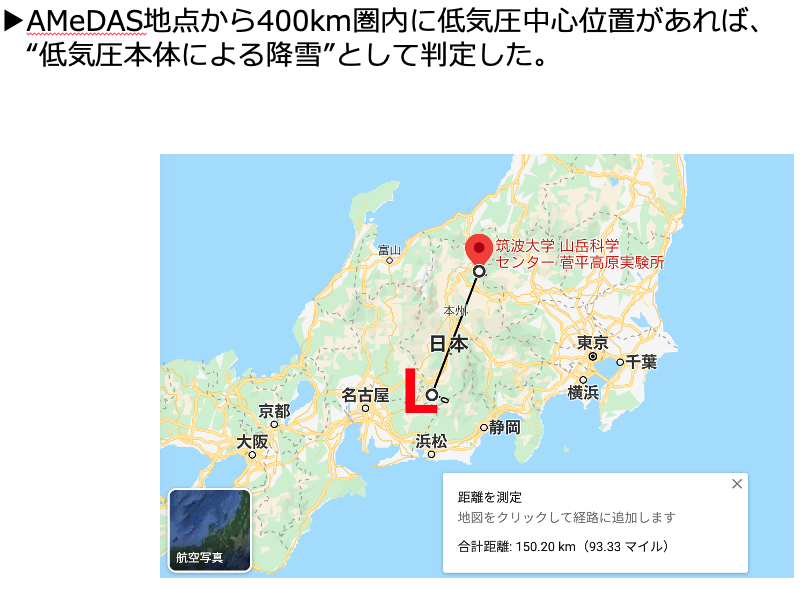 ▶AMeDAS地点から400km圏内に低気圧中心位置があれば、
“低気圧本体による降雪”として判定した。
富山
筑波大学 山岳科学
センター 菅平高原実験所
本州
日本
東京
千葉
横浜
L
名古屋
京都
静岡
大阪
浜松
距離を測定
地図をクリックして経路に追加します
合計距離: 150.20 km（93.33 マイル）
航空写真